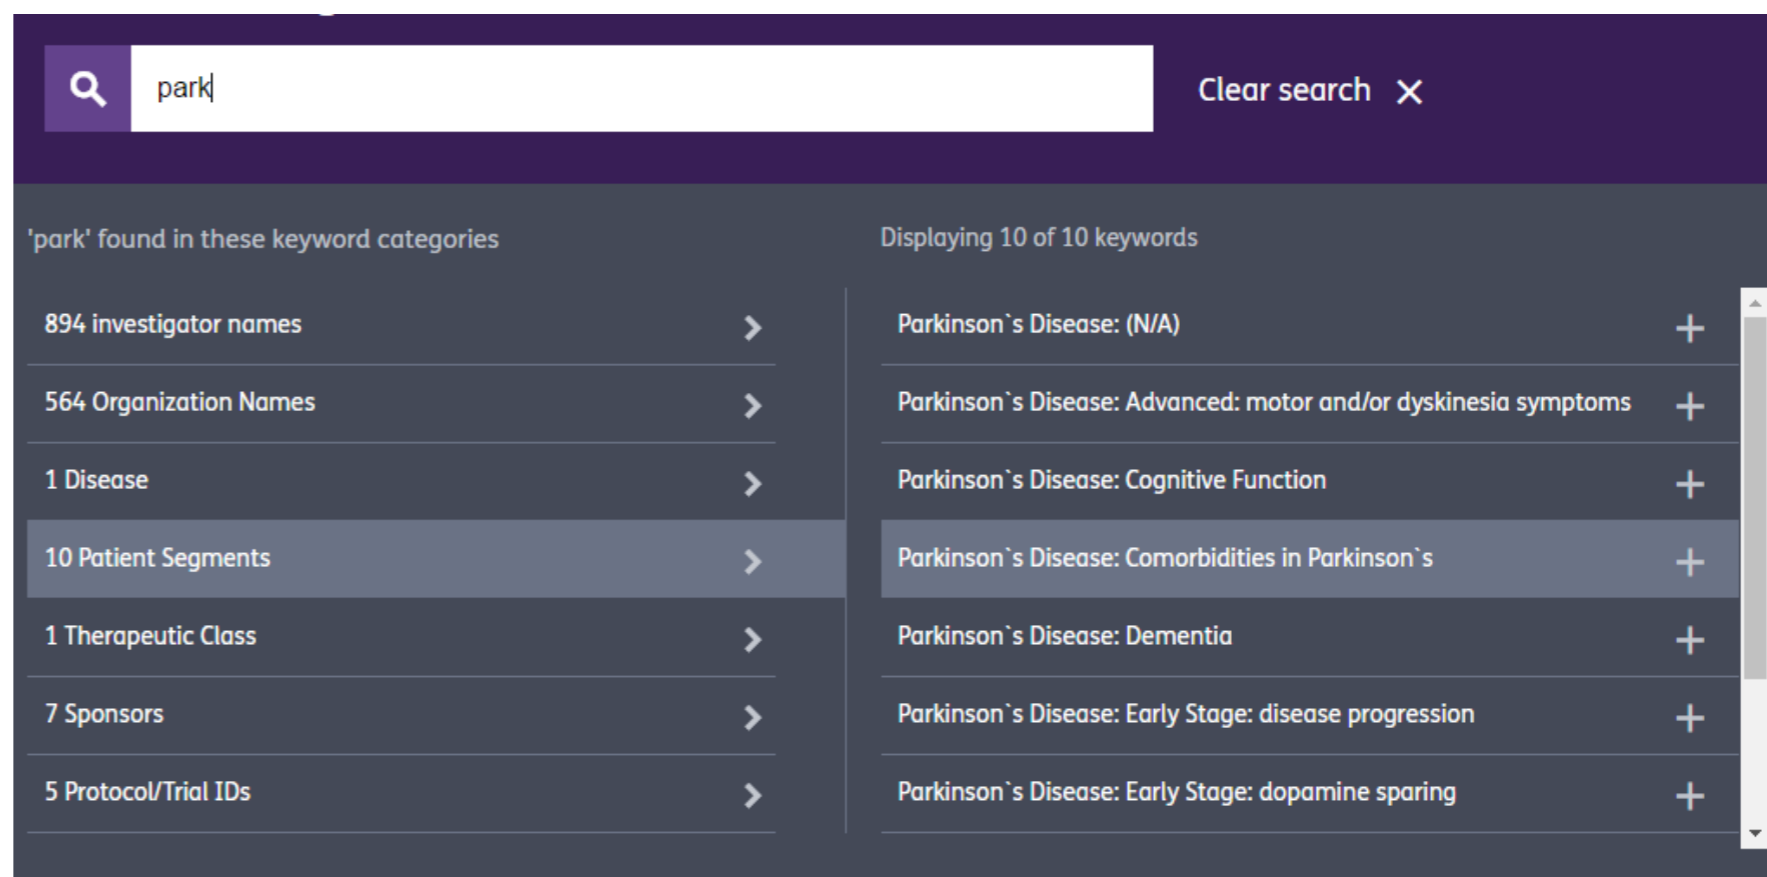 park
Clear search
'park' found in these keyword categories
Displaying 10 of 10 keywords
894 investigator names
564 Organization Names
1 Disease
10 Patient Segments
1 Therapeutic Class
7 Sponsors
5 Protocol/Trial IDs
Parkinson`s Disease: (N/A)
Parkinson`s Disease: Advanced: motor and/or dyskinesia symptoms
Parkinson`s Disease: Cognitive Function
Parkinson`s Disease: Comorbidities in Parkinson`s
Parkinson`s Disease: Dementia
Parkinson`s Disease: Early Stage: disease progression
Parkinson`s Disease: Early Stage: dopamine sparing